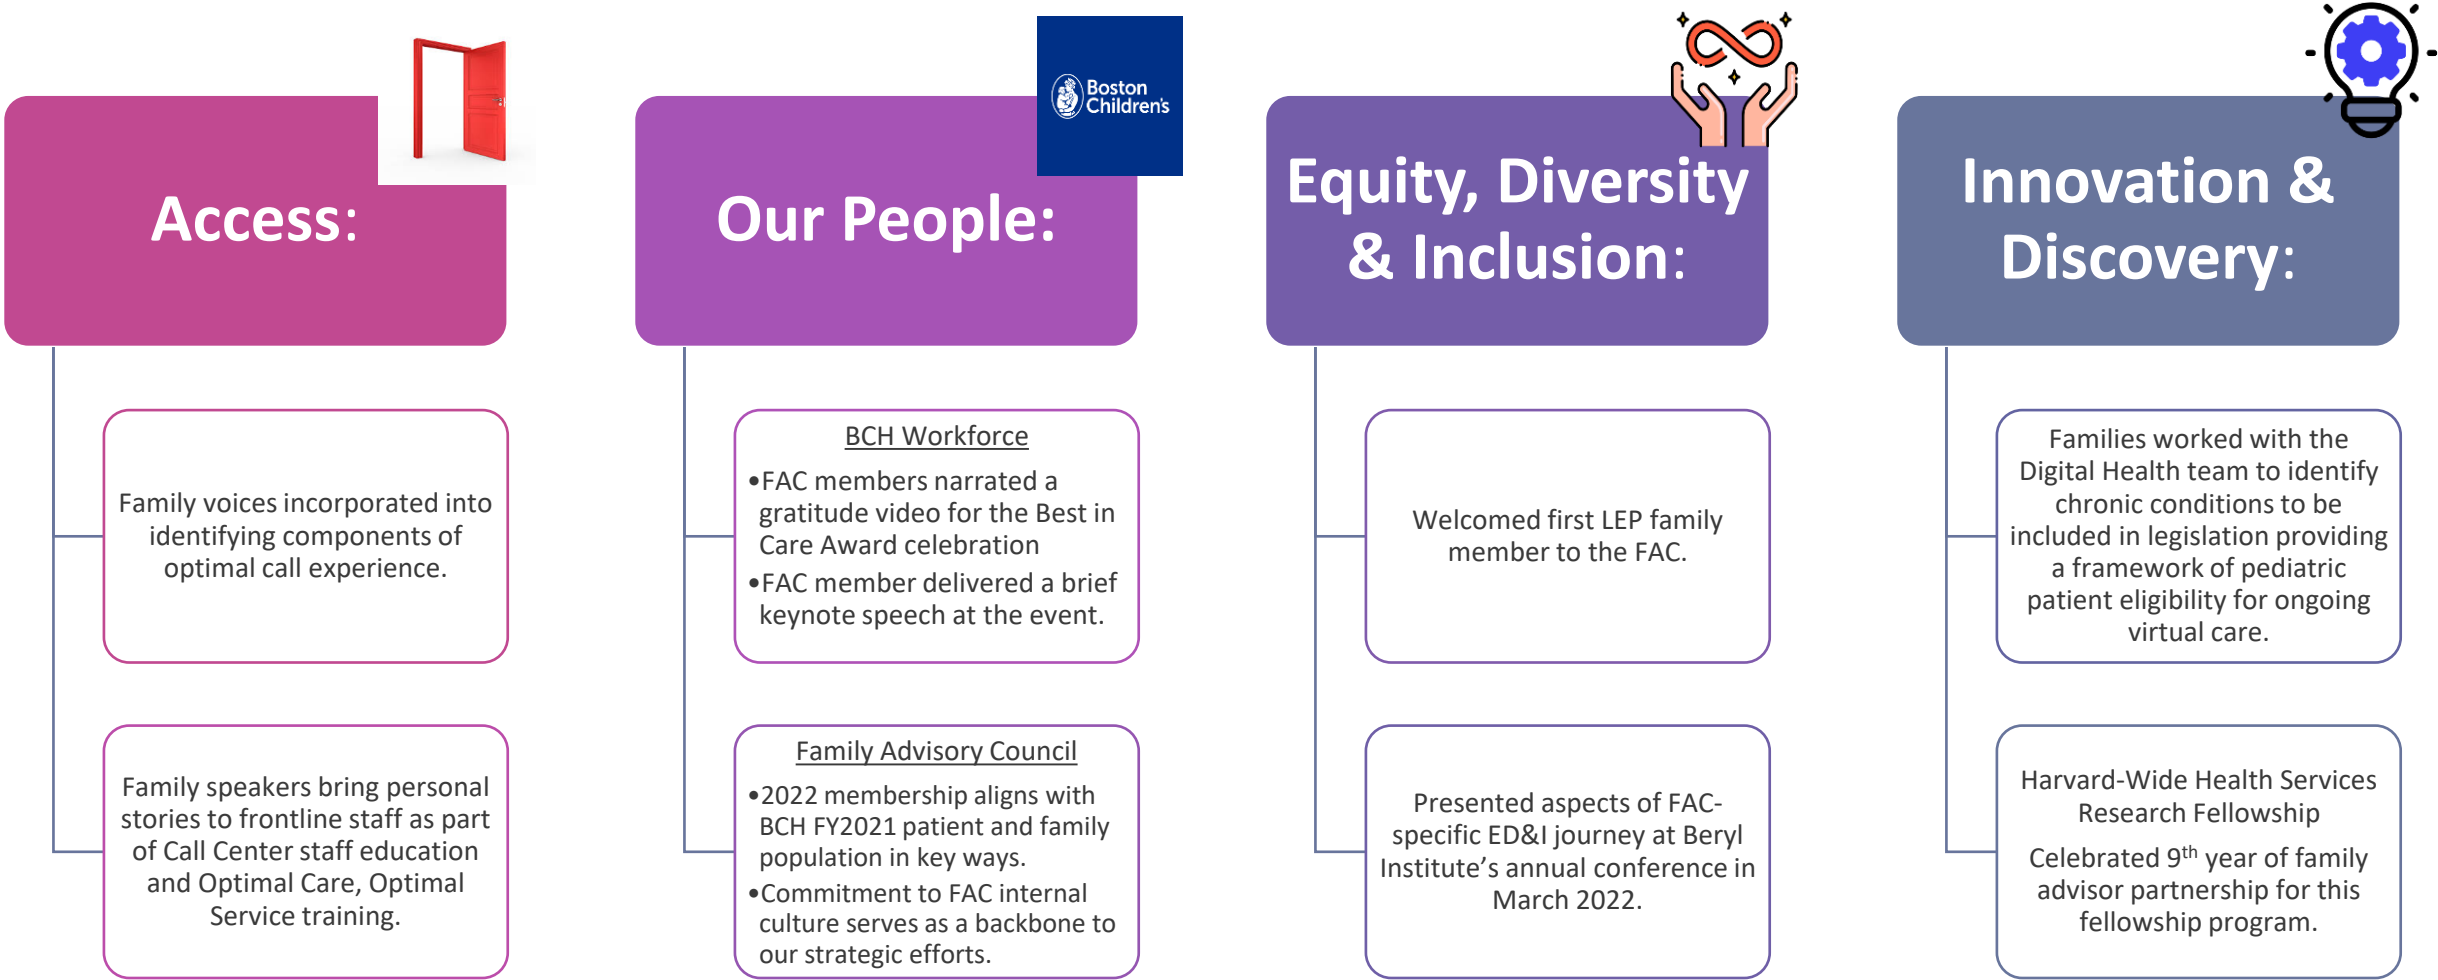 Boston
Children's
Access:
Family voices incorporated into
identifying components of
optimal call experience.
Family speakers bring personal
stories to frontline staff as part
of Call Center staff education
and Optimal Care, Optimal
Service training.
Our People:
BCH Workforce
•FAC members narrated a
gratitude video for the Best in
Care Award celebration
•FAC member delivered a brief
keynote speech at the event.
Family Advisory Council
•2022 membership aligns with
BCH FY2021 patient and family
population in key ways.
•Commitment to FAC internal
culture serves as a backbone to
our strategic efforts.
Equity, Diversity
& Inclusion:
Welcomed first LEP family
member to the FAC.
Presented aspects of FAC-
specific ED&I journey at Beryl
Institute’s annual conference in
March 2022.
Innovation &
Discovery:
Families worked with the
Digital Health team to identify
chronic conditions to be
included in legislation providing
a framework of pediatric
patient eligibility for ongoing
virtual care.
Harvard-Wide Health Services
Research Fellowship
Celebrated 9th year of family
advisor partnership for this
fellowship program.